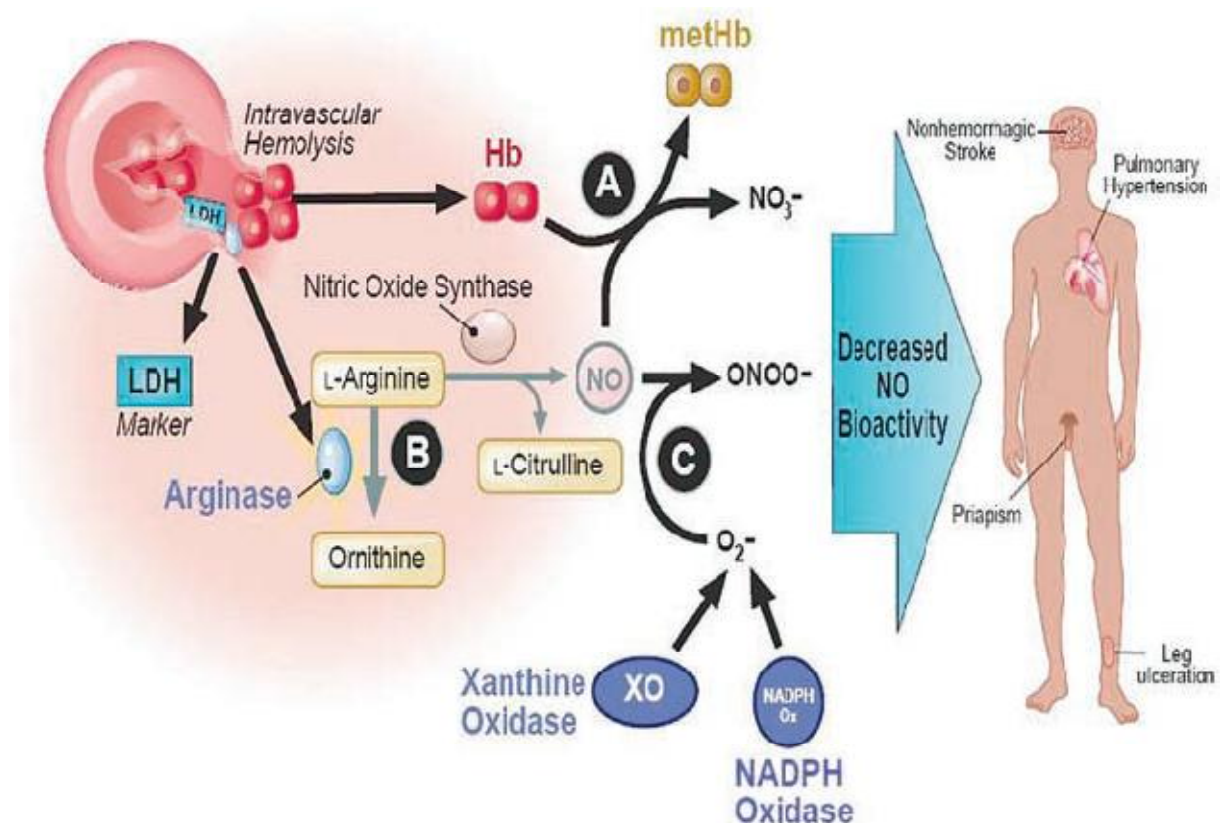 metHb
Intravascular
Hemolysis
Hb
A
NO₃−
LDH
Nitric Oxide Synthase
LDH
Marker
L-Arginine
NO
ONOO−
B
L-Citrulline
C
Arginase
Ornithine
O₂−
Xanthine
Oxidase
XO
NADPH
Ox
NADPH
Oxidase
Decreased
NO
Bioactivity
Nonhemorrhagic
Stroke
Pulmonary
Hypertension
Priapism
Leg
ulceration